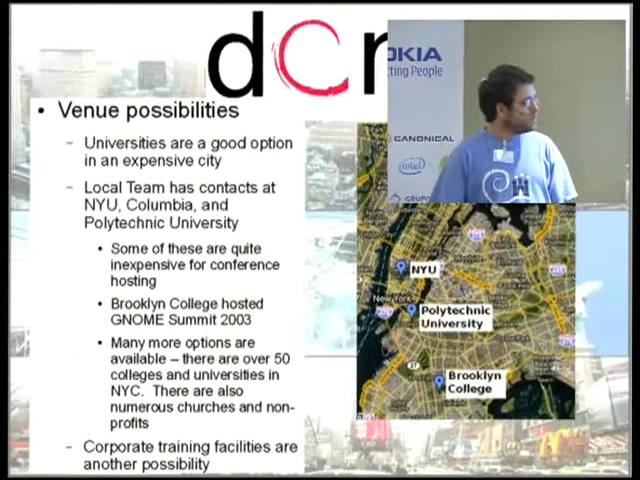 dcn
OKIA
cting People
CANONICAL
intel
GRUPO
• Venue possibilities
– Universities are a good option
in an expensive city
– Local Team has contacts at
NYU, Columbia, and
Polytechnic University
• Some of these are quite
inexpensive for conference
hosting
• Brooklyn College hosted
GNOME Summit 2003
• Many more options are
available – there are over 50
colleges and universities in
NYC. There are also
numerous churches and non-
profits
– Corporate training facilities are
another possibility
NYU
New York
Polytechnic
University
27
Brooklyn
College